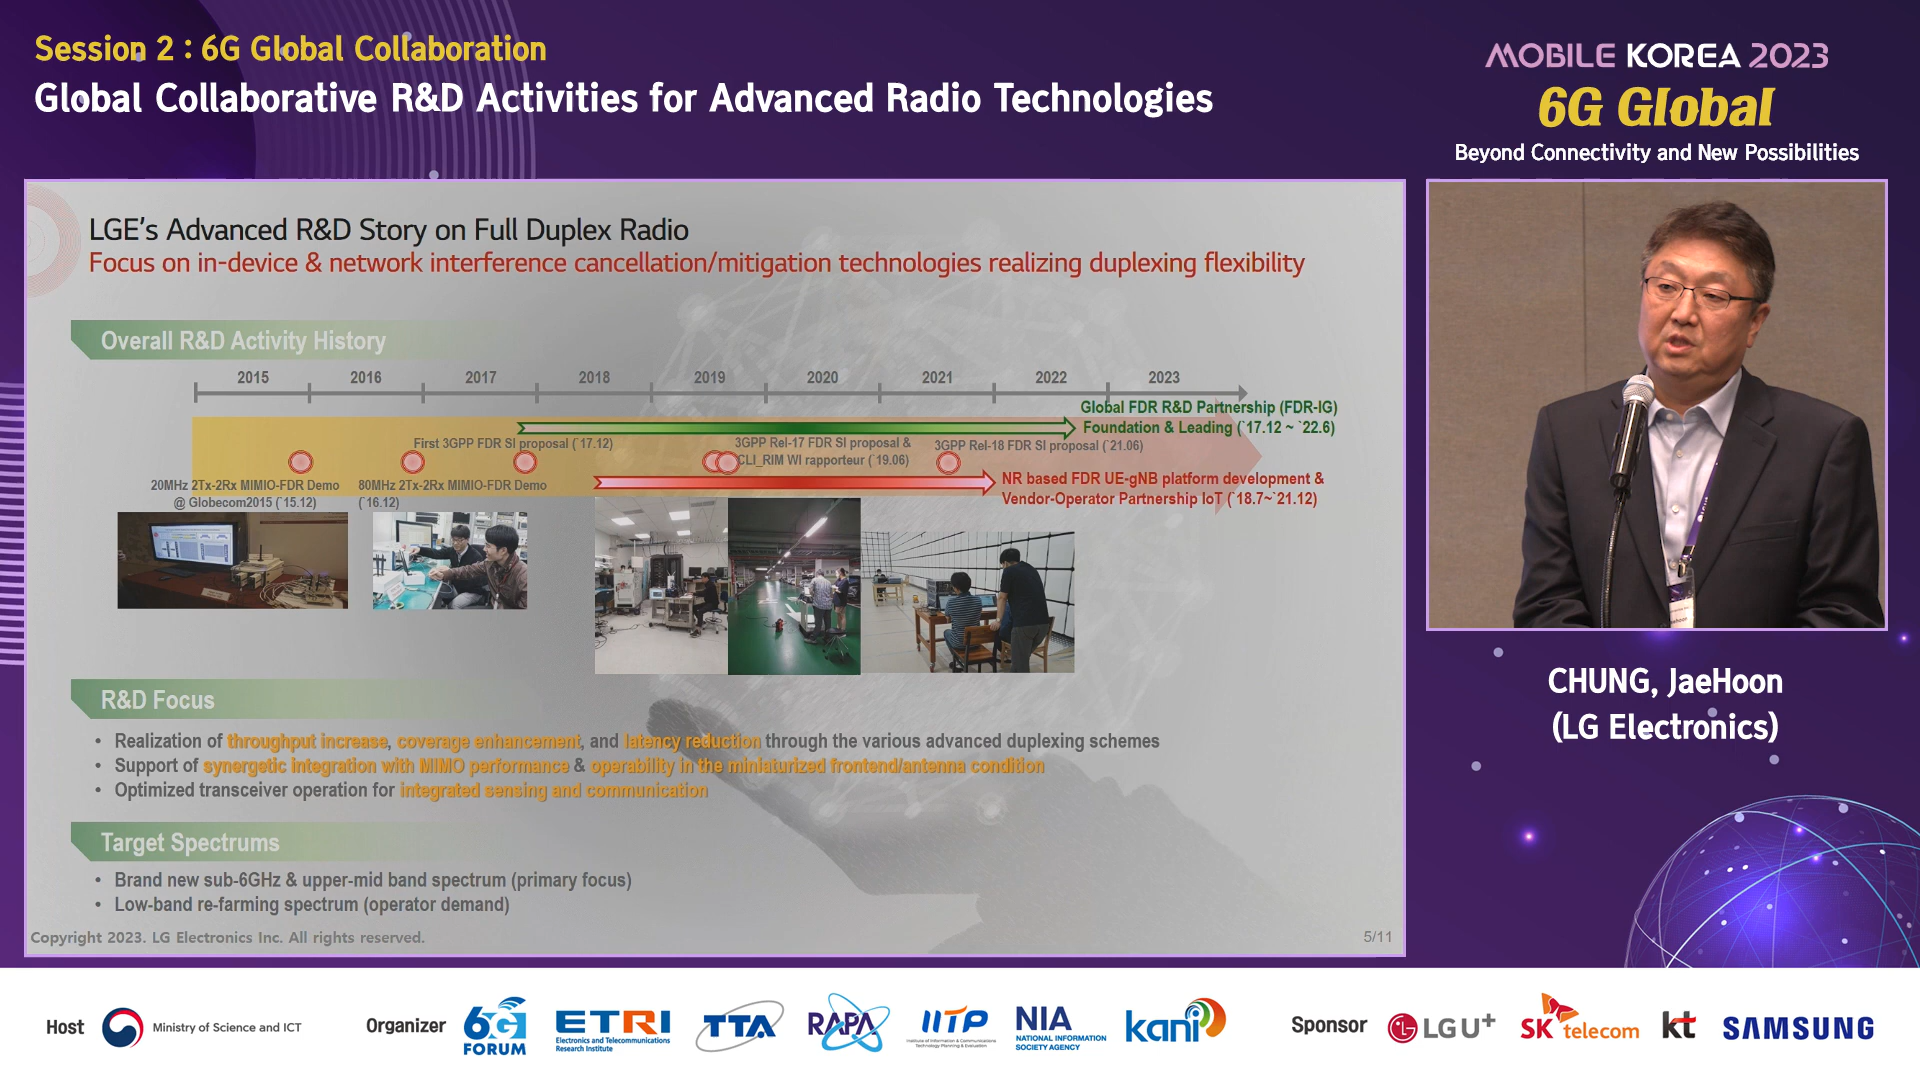 Session 2 : 6G Global Collaboration
Global Collaborative R&D Activities for Advanced Radio Technologies
MOBILE KOREA 2023
6G Global
Beyond Connectivity and New Possibilities
LGE's Advanced R&D Story on Full Duplex Radio
Focus on in-device & network interference cancellation/mitigation technologies realizing duplexing flexibility
Overall R&D Activity History
2015 2016 2017 2018 2019 2020 2021 2022 2023
Global FDR R&D Partnership (FDR-IG)
Foundation & Leading (`17.12 ~ `22.6)
First 3GPP FDR SI proposal (`17.12)
3GPP Rel-17 FDR SI proposal &
CLI_RIM WI rapporteur (`19.06)
3GPP Rel-18 FDR SI proposal (`21.06)
20MHz 2Tx-2Rx MIMIO-FDR Demo
@ Globecom2015 (`15.12)
80MHz 2Tx-2Rx MIMIO-FDR Demo
(`16.12)
NR based FDR UE-gNB platform development &
Vendor-Operator Partnership IoT (`18.7~`21.12)
R&D Focus
• Realization of throughput increase, coverage enhancement, and latency reduction through the various advanced duplexing schemes
• Support of synergetic integration with MIMO performance & operability in the miniaturized frontend/antenna condition
• Optimized transceiver operation for integrated sensing and communication
Target Spectrums
• Brand new sub-6GHz & upper-mid band spectrum (primary focus)
• Low-band re-farming spectrum (operator demand)
Copyright 2023. LG Electronics Inc. All rights reserved.
5/11
CHUNG, JaeHoon
(LG Electronics)
Host
Ministry of Science and ICT
Organizer
6G FORUM
ETRI
Electronics and Telecommunications
Research Institute
TTA
RAPA
IITP
Institute of Information & Communications
Technology Planning & Evaluation
NIA
NATIONAL INFORMATION
SOCIETY AGENCY
kani
Sponsor
LG U+
SK telecom
kt
SAMSUNG